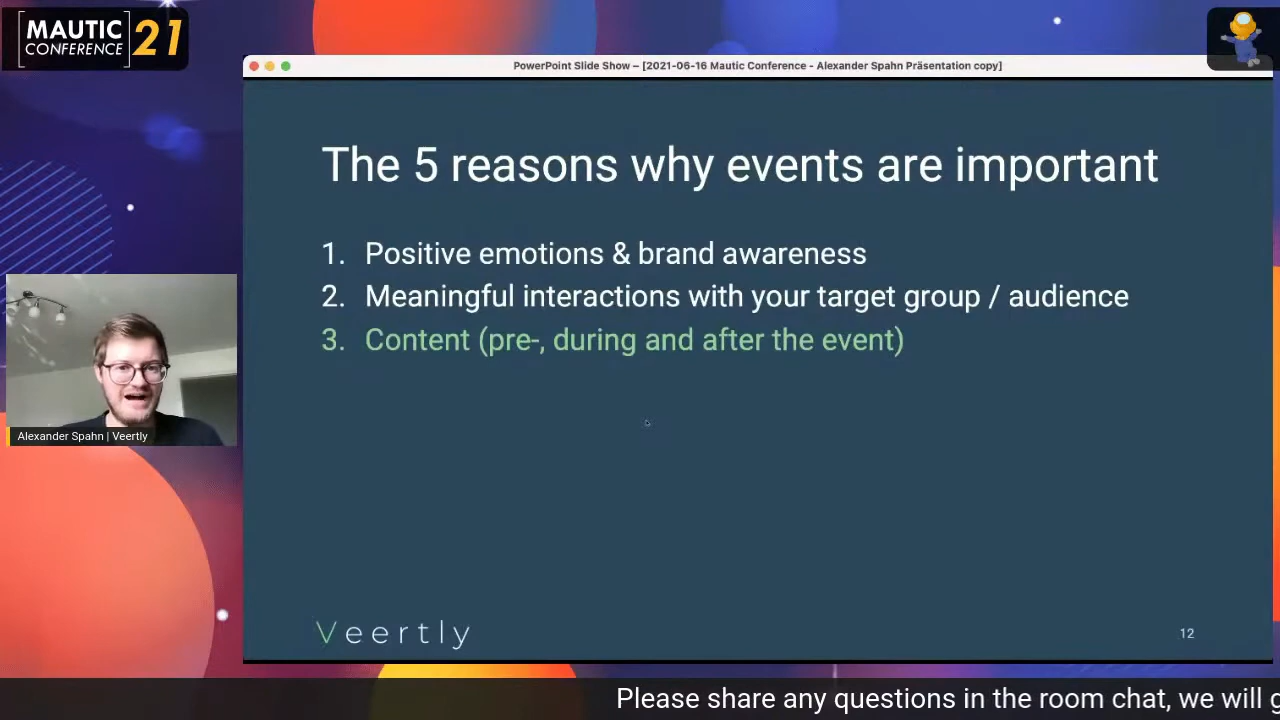 MAUTIC
CONFERENCE
21
PowerPoint Slide Show – [2021-06-16 Mautic Conference - Alexander Spahn Präsentation copy]
The 5 reasons why events are important
1. Positive emotions & brand awareness
2. Meaningful interactions with your target group / audience
3. Content (pre-, during and after the event)
Alexander Spahn | Veertly
Veertly
12
Please share any questions in the room chat, we will g